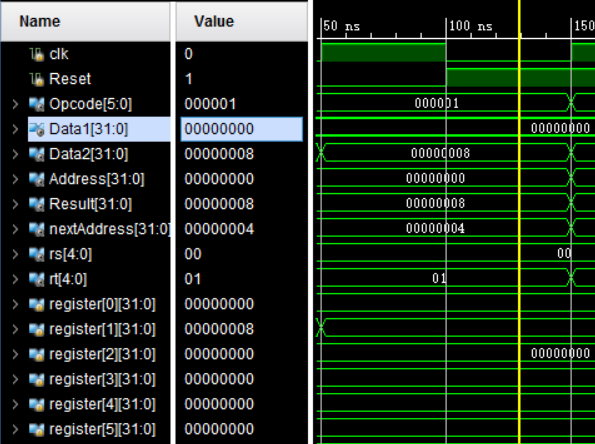 Name Value 50 ns 100 ns 150
clk 0
Reset 1
Opcode[5:0] 000001 000001
Data1[31:0] 00000000 00000000
Data2[31:0] 00000008 00000008
Address[31:0] 00000000 00000000
Result[31:0] 00000008 00000008
nextAddress[31:0] 00000004 00000004
rs[4:0] 00 00
rt[4:0] 01 01
register[0][31:0] 00000000
register[1][31:0] 00000008
register[2][31:0] 00000000 00000000
register[3][31:0] 00000000
register[4][31:0] 00000000
register[5][31:0] 00000000